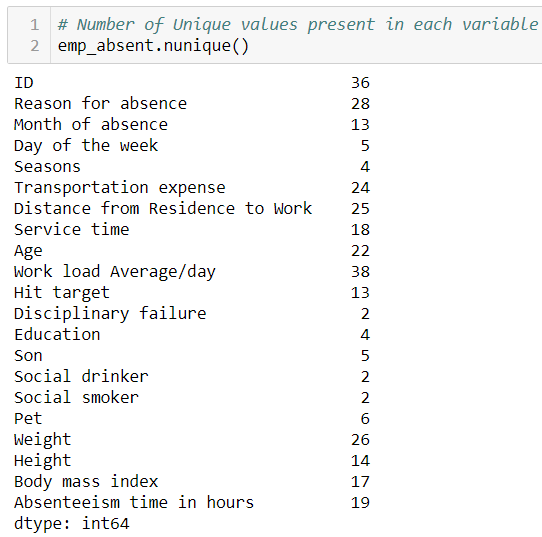 1 # Number of Unique values present in each variable
2 emp_absent.nunique()
ID 36
Reason for absence 28
Month of absence 13
Day of the week 5
Seasons 4
Transportation expense 24
Distance from Residence to Work 25
Service time 18
Age 22
Work load Average/day 38
Hit target 13
Disciplinary failure 2
Education 4
Son 5
Social drinker 2
Social smoker 2
Pet 6
Weight 26
Height 14
Body mass index 17
Absenteeism time in hours 19
dtype: int64